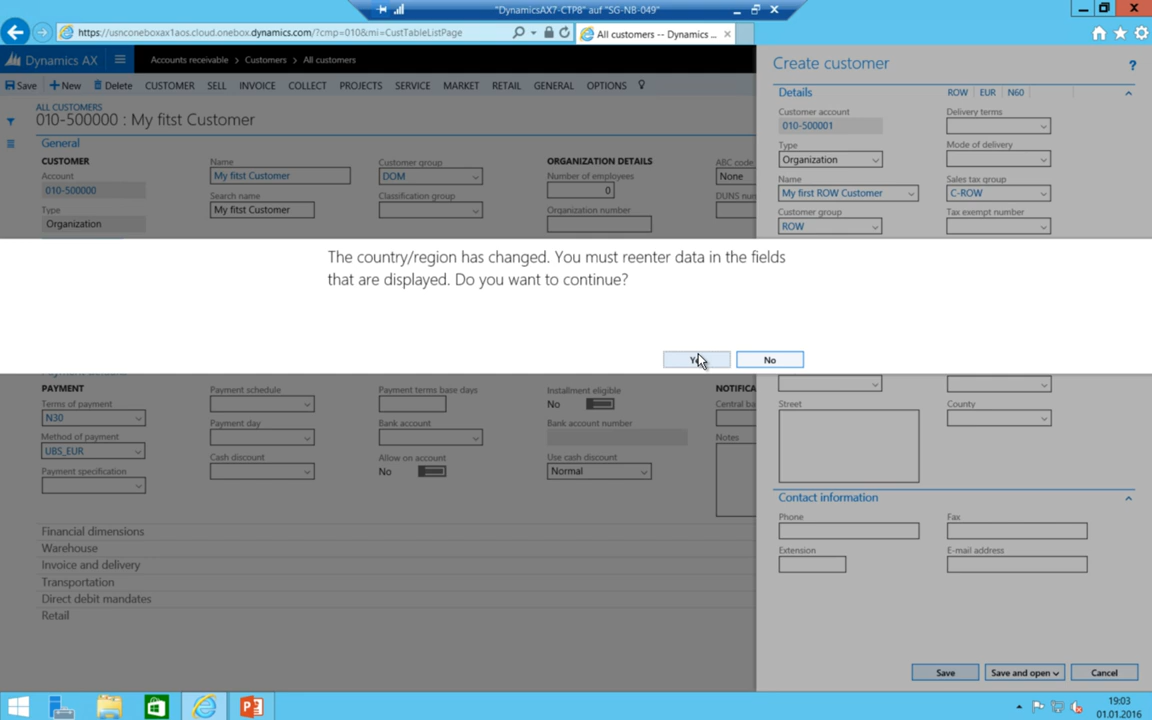 "DynamicsAX7-CTP8" auf "SG-NB-049"
https://usnconeboxax1aos.cloud.onebox.dynamics.com/?cmp=010&mi=CustTableListPage
All customers -- Dynamics ...
Dynamics AX
Accounts receivable > Customers > All customers
Save + New Delete CUSTOMER SELL INVOICE COLLECT PROJECTS SERVICE MARKET RETAIL GENERAL OPTIONS
ALL CUSTOMERS
010-500000 : My fitst Customer
General
CUSTOMER
Account
010-500000
Type
Organization
Name
My fitst Customer
Search name
My fitst Customer
Customer group
DOM
Classification group
ORGANIZATION DETAILS
Number of employees
0
Organization number
ABC code
None
DUNS num
Create customer
?
Details ROW EUR N60
Customer account
010-500001
Type
Organization
Name
My first ROW Customer
Customer group
ROW
Delivery terms
Mode of delivery
Sales tax group
C-ROW
Tax exempt number
The country/region has changed. You must reenter data in the fields
that are displayed. Do you want to continue?
No
PAYMENT
Terms of payment
N30
Method of payment
UBS_EUR
Payment specification
Payment schedule
Payment day
Cash discount
Payment terms base days
Bank account
Allow on account
No
Installment eligible
No
Bank account number
Use cash discount
Normal
NOTIFICA
Central ba
Notes
Financial dimensions
Warehouse
Invoice and delivery
Transportation
Direct debit mandates
Retail
Street
County
Contact information
Phone
Fax
Extension
E-mail address
Save
Save and open
Cancel
19:03
01.01.2016